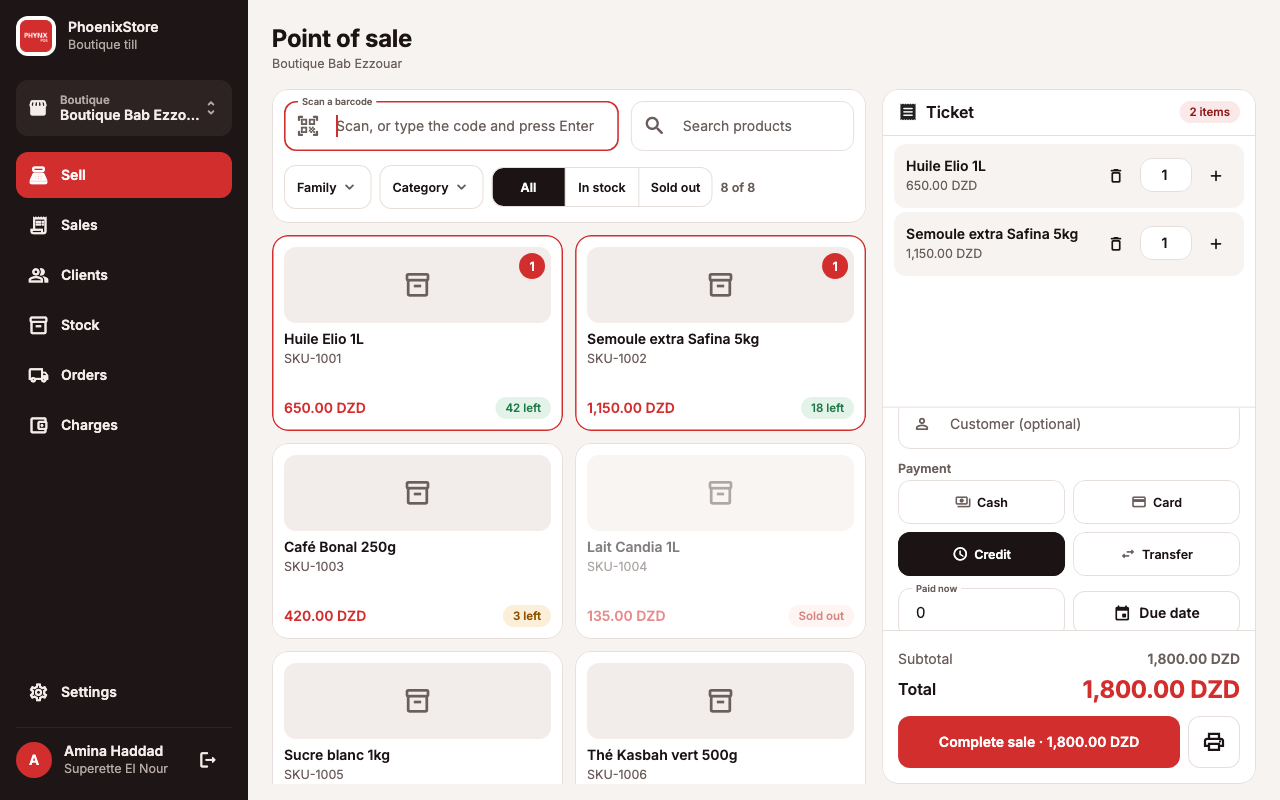 PHYNX
POS
PhoenixStore
Boutique till
Boutique
Boutique Bab Ezzo...
Sell
Sales
Clients
Stock
Orders
Charges
Settings
A
Amina Haddad
Superette El Nour
Point of sale
Boutique Bab Ezzouar
Scan a barcode
Scan, or type the code and press Enter
Search products
Family
Category
All
In stock
Sold out
8 of 8
1
Huile Elio 1L
SKU-1001
650.00 DZD
42 left
1
Semoule extra Safina 5kg
SKU-1002
1,150.00 DZD
18 left
Café Bonal 250g
SKU-1003
420.00 DZD
3 left
Lait Candia 1L
SKU-1004
135.00 DZD
Sold out
Sucre blanc 1kg
SKU-1005
Thé Kasbah vert 500g
SKU-1006
Ticket
2 items
Huile Elio 1L
650.00 DZD
1
Semoule extra Safina 5kg
1,150.00 DZD
1
Customer (optional)
Payment
Cash
Card
Credit
Transfer
Paid now
0
Due date
Subtotal
1,800.00 DZD
Total
1,800.00 DZD
Complete sale · 1,800.00 DZD